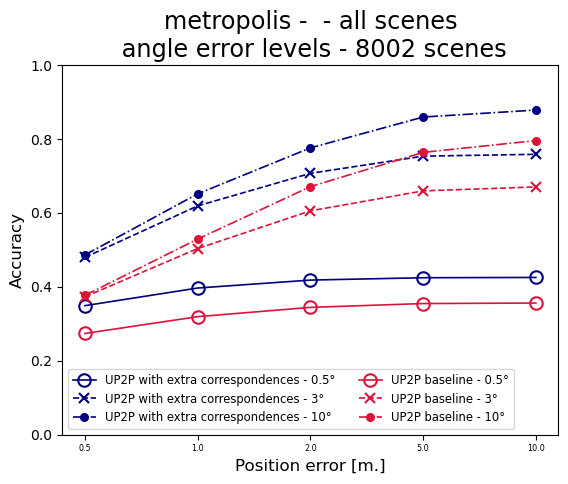 metropolis -  - all scenes
angle error levels - 8002 scenes
1.0
0.8
0.6
0.4
0.2
0.0
Accuracy
UP2P with extra correspondences - 0.5°
UP2P with extra correspondences - 3°
UP2P with extra correspondences - 10°
UP2P baseline - 0.5°
UP2P baseline - 3°
UP2P baseline - 10°
0.5 1.0 2.0 5.0 10.0
Position error [m.]